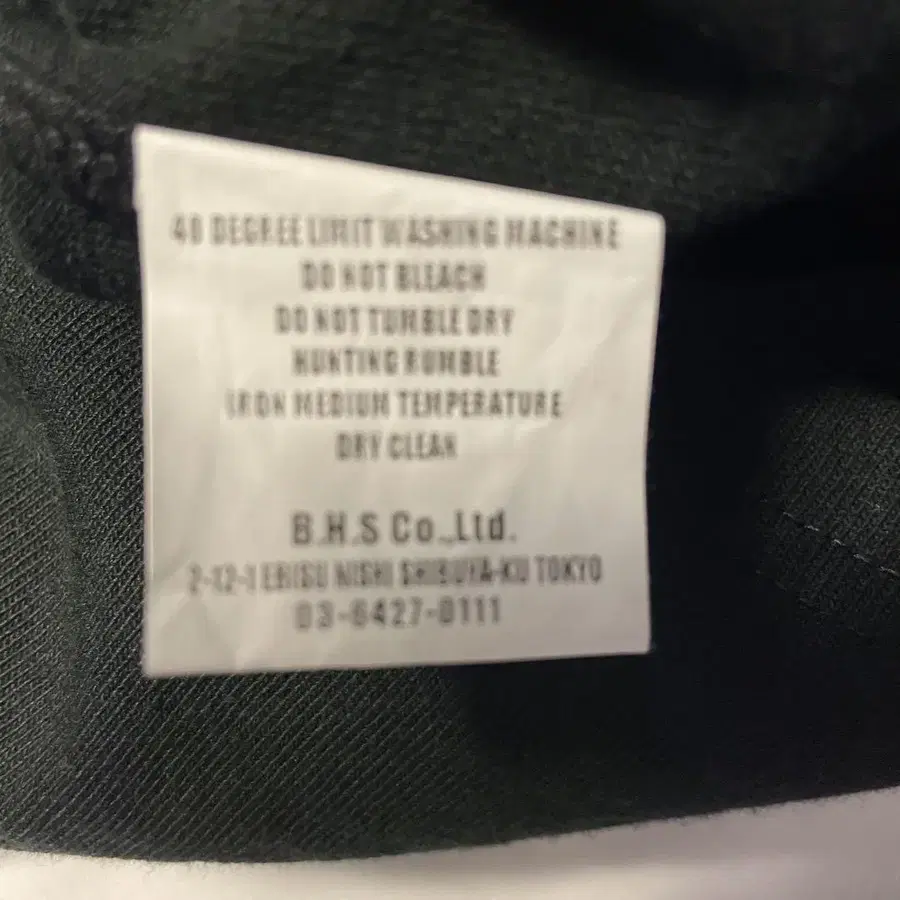 40 DEGREE LIMIT WASHING MACHINE
DO NOT BLEACH
DO NOT TUMBLE DRY
HUNTING RUMBLE
IRON MEDIUM TEMPERATURE
DRY CLEAN
B.H.S Co.,Ltd.
2-12-1 EBISU NISHI SHIBUYA-KU TOKYO
03-6427-0111